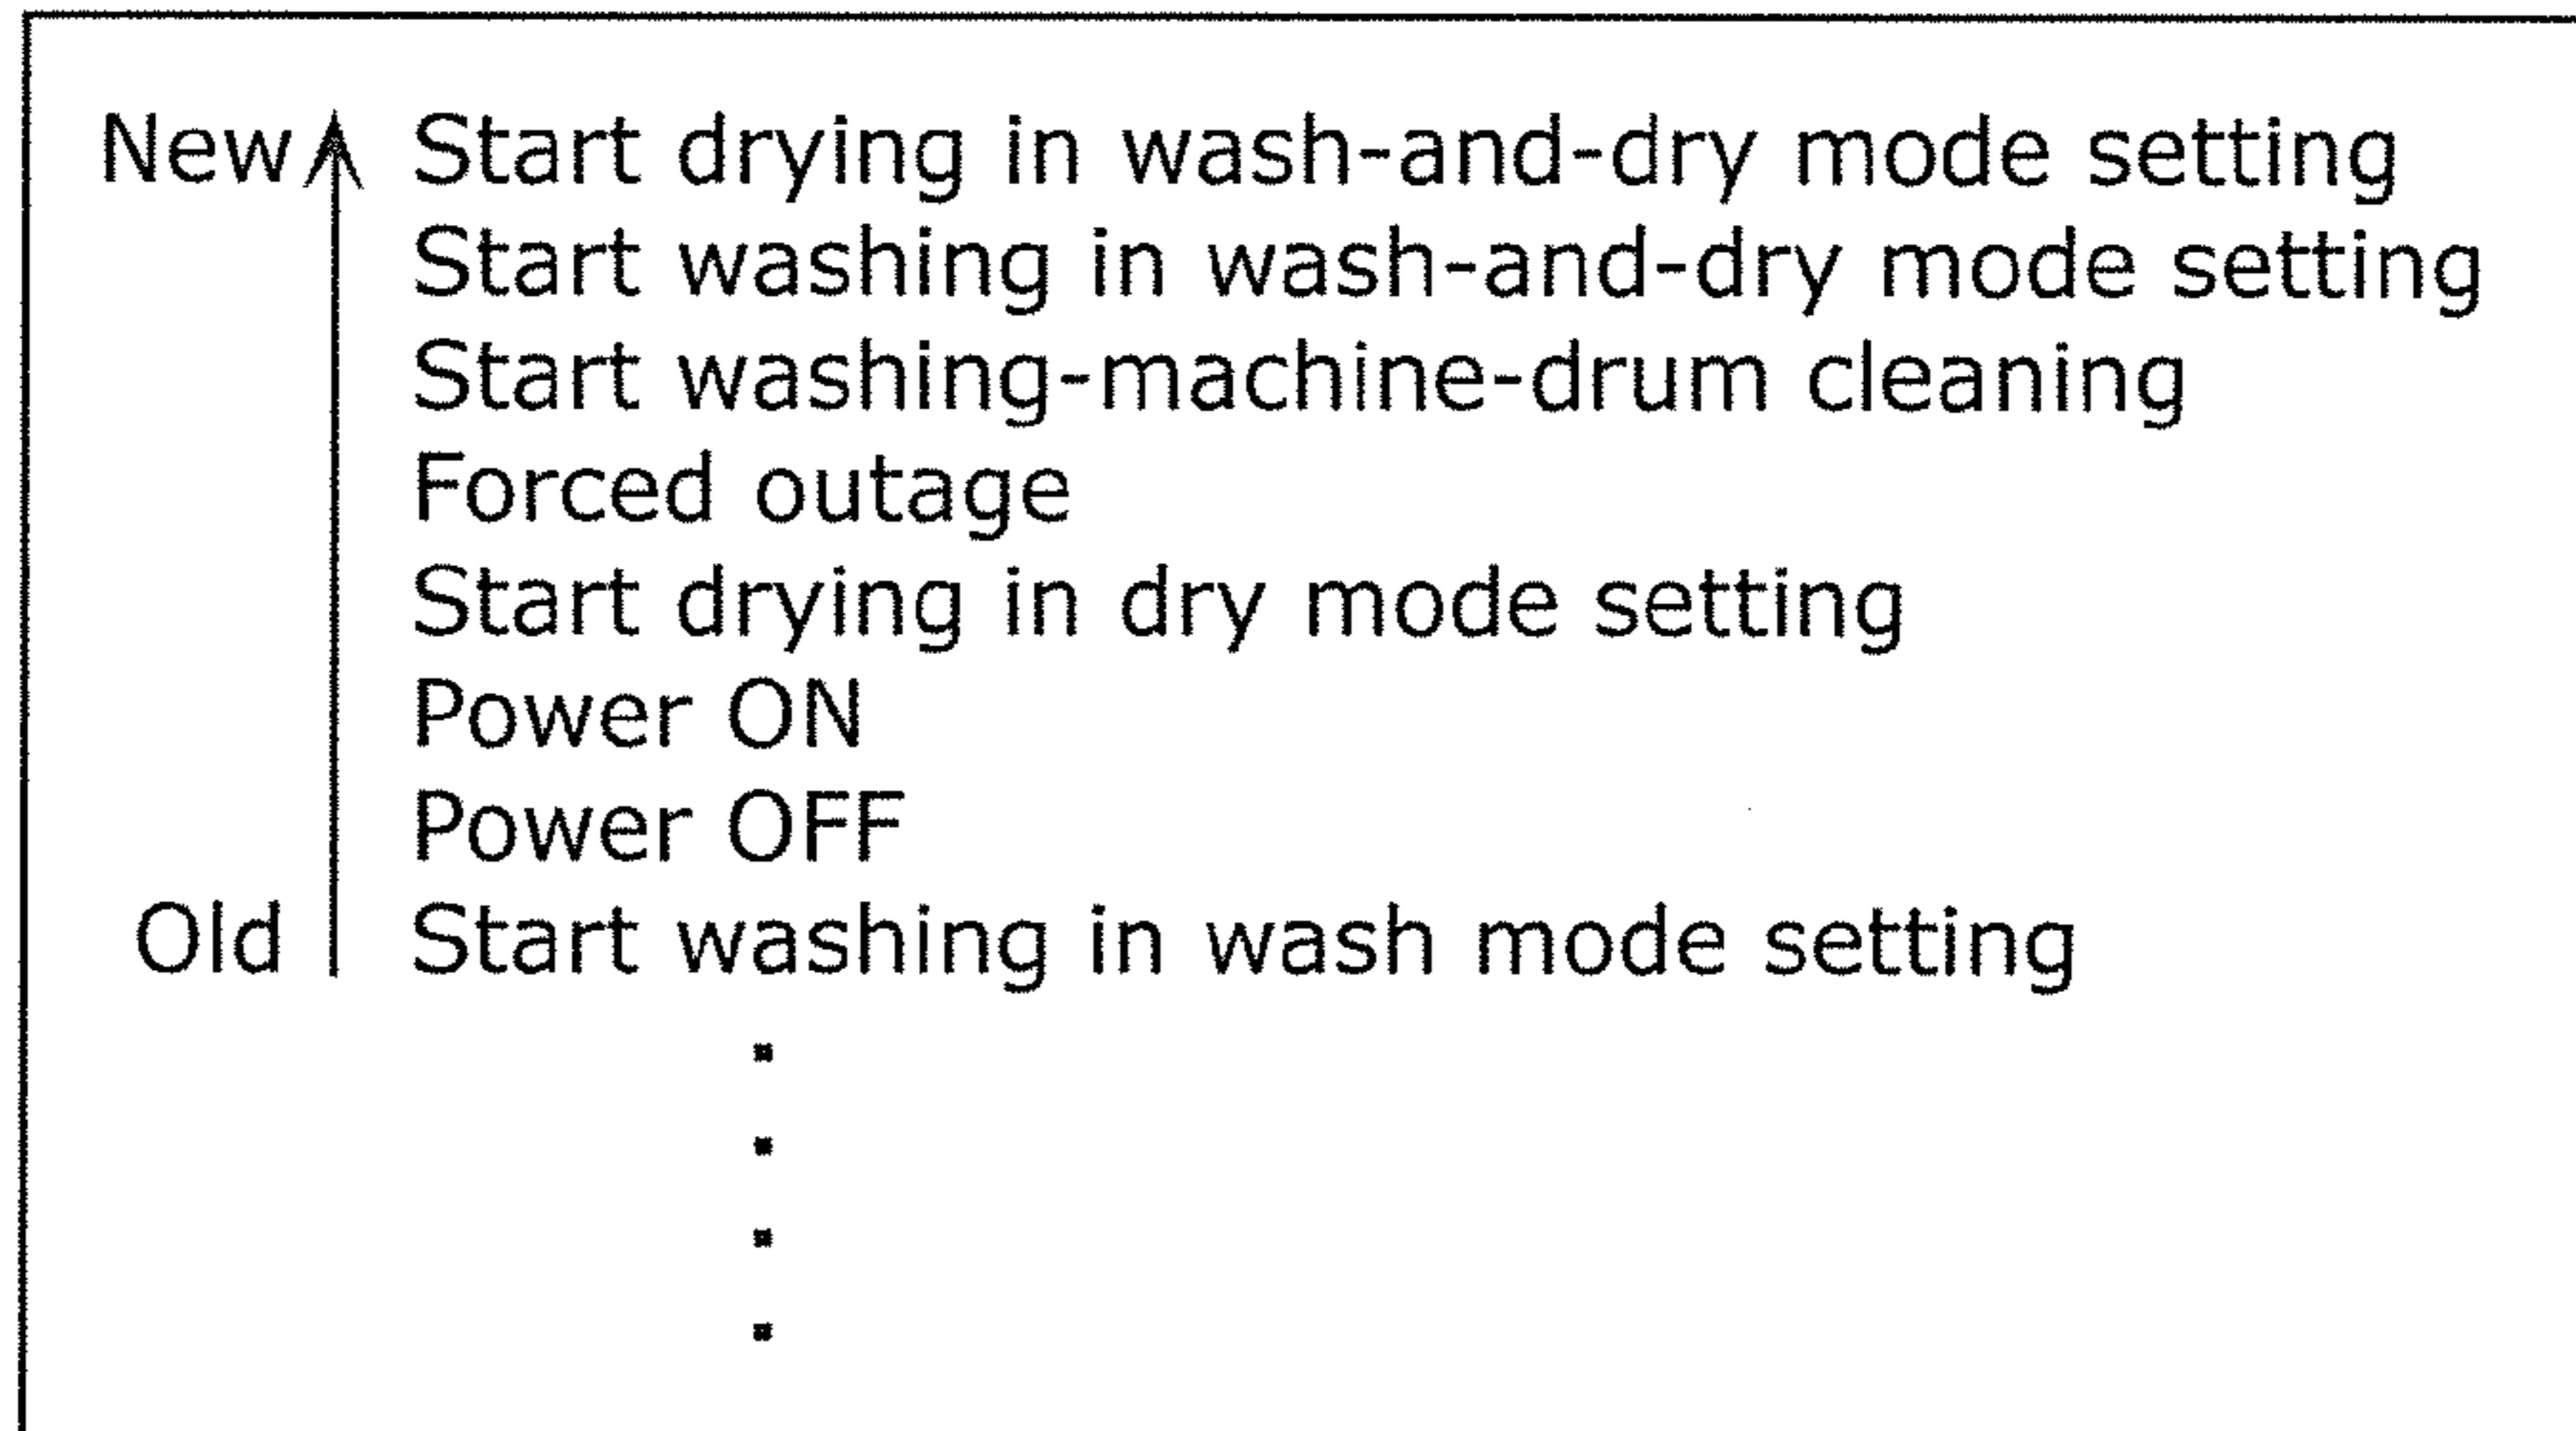 New Start drying in wash-and-dry mode setting
Start washing in wash-and-dry mode setting
Start washing-machine-drum cleaning
Forced outage
Start drying in dry mode setting
Power ON
Power OFF
Old Start washing in wash mode setting